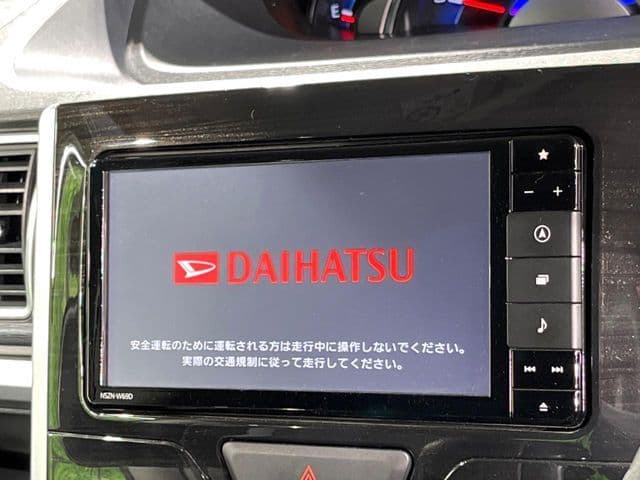 E
DAIHATSU
安全運転のために運転される方は走行中に操作しないでください。
実際の交通規制に従って走行してください。
NSZN-W69D